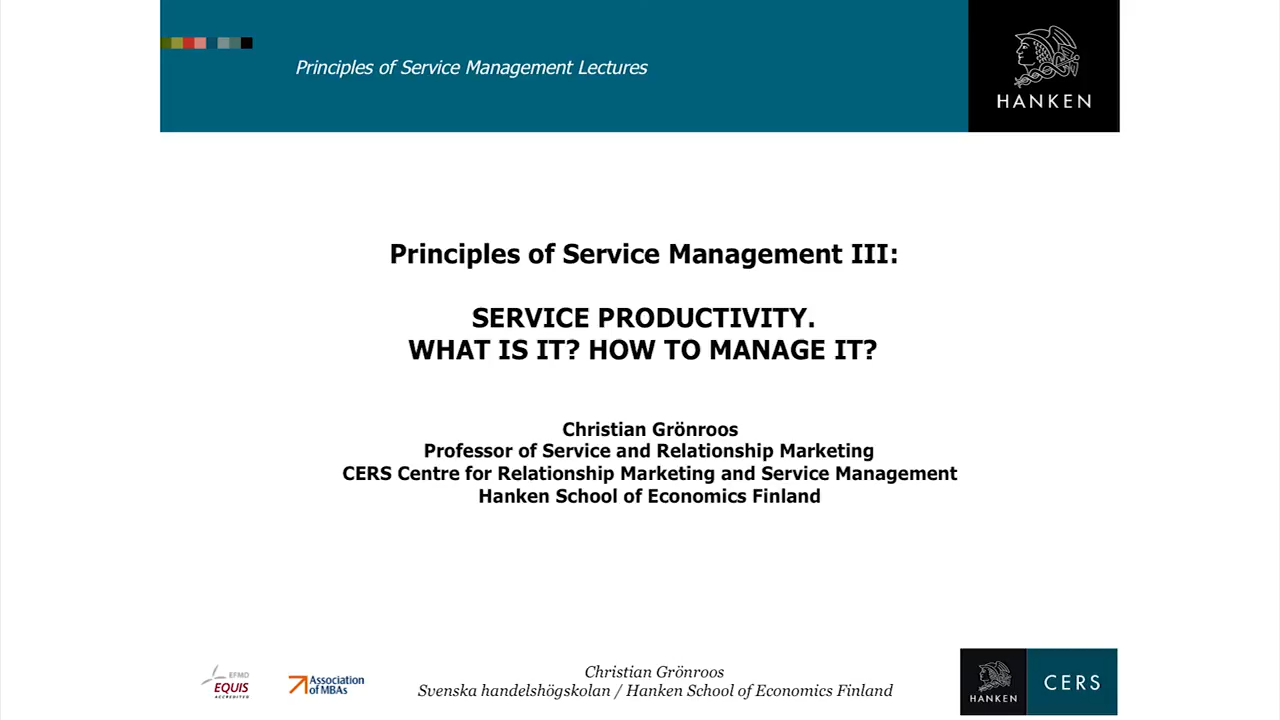 Principles of Service Management Lectures
HANKEN
Principles of Service Management III:
SERVICE PRODUCTIVITY.
WHAT IS IT? HOW TO MANAGE IT?
Christian Grönroos
Professor of Service and Relationship Marketing
CERS Centre for Relationship Marketing and Service Management
Hanken School of Economics Finland
EFMD
EQUIS
ACCREDITED
Association
of MBAs
Christian Grönroos
Svenska handelshögskolan / Hanken School of Economics Finland
HANKEN
CERS